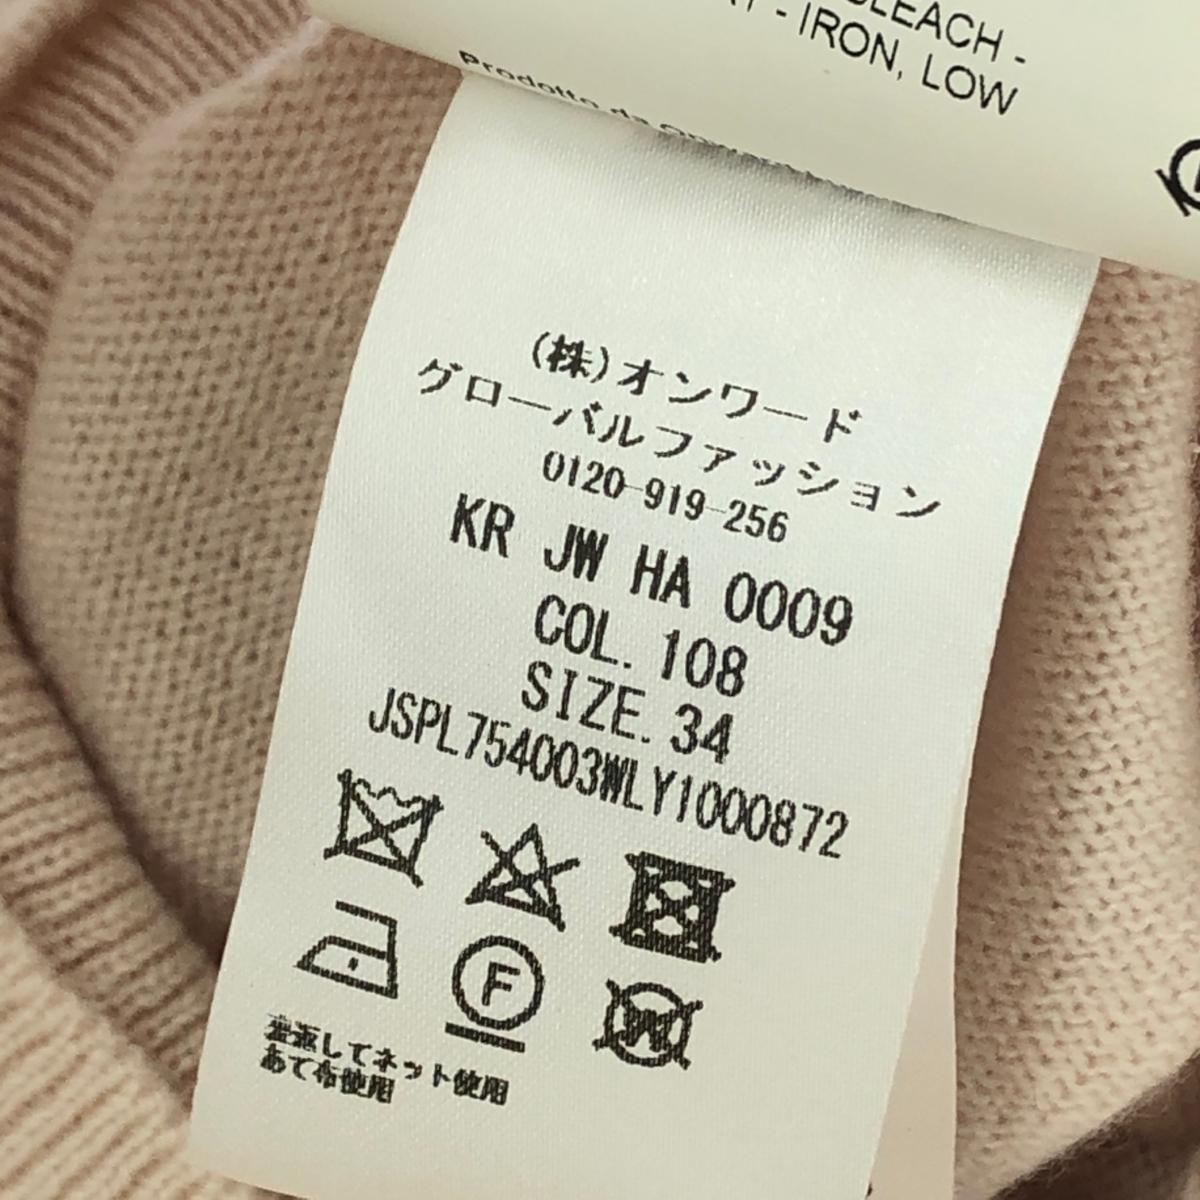 BLEACH -
- IRON, LOW
Prodotto da
(株)オンワード
グローバルファッション
0120-919-256
KR JW HA 0009
COL. 108
SIZE. 34
JSPL754003WLY1000872
F
W
裏返してネット使用
あて布使用